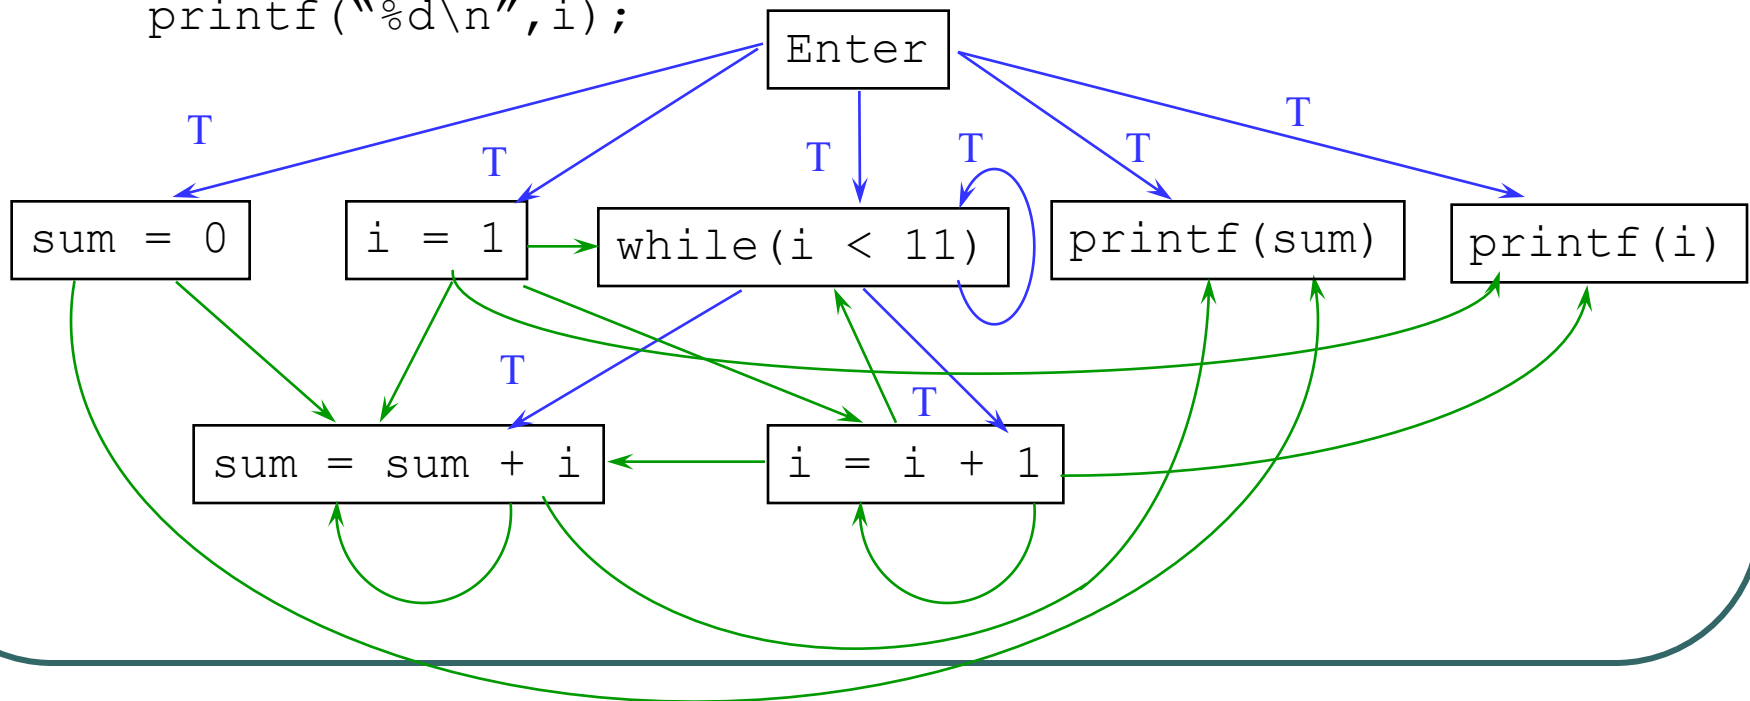 printf(“%d\n”,i);
Enter
T
T
T
T
T
T
sum = 0
i = 1
while(i < 11)
printf(sum)
printf(i)
T
T
sum = sum + i
i = i + 1